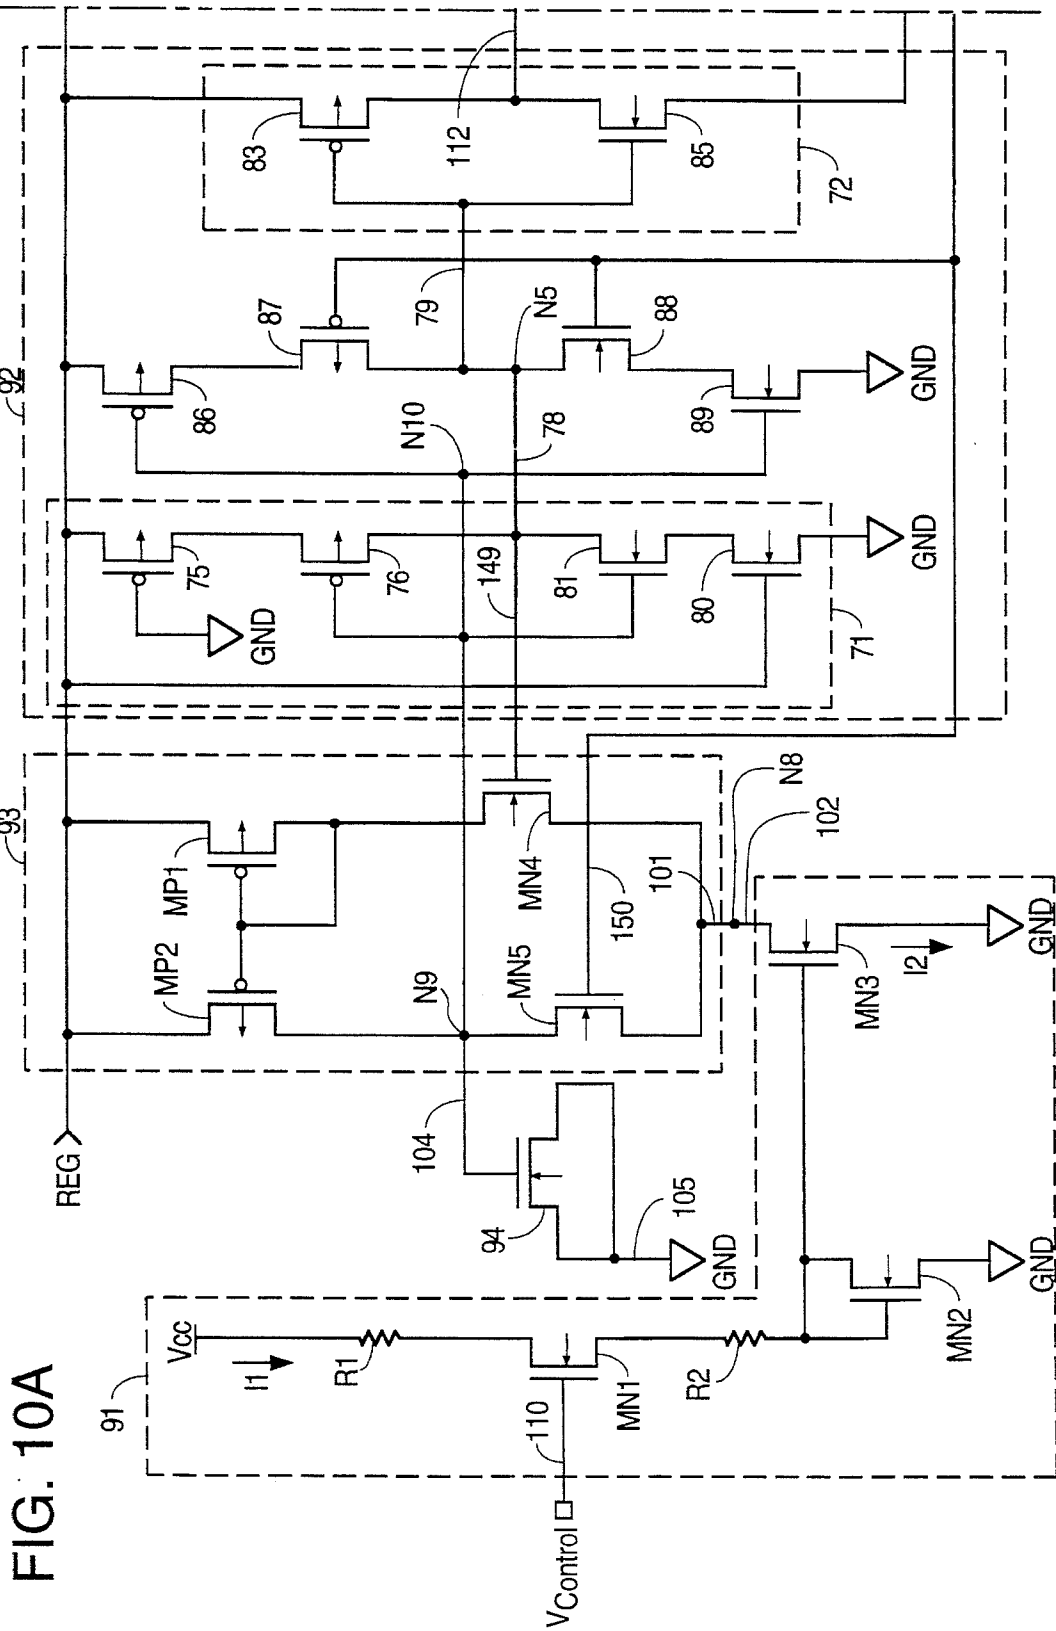 FIG. 10A
91
Vcc
I1
R1
110
MN1
R2
VControl
MN2
GND
REG
104
94
105
GND
93
MP2
MP1
N9
MN5
MN4
150
101
N8
102
MN3
I2
GND
92
75
GND
76
149
81
80
GND
71
86
87
N10
79
N5
78
88
89
GND
83
112
85
72